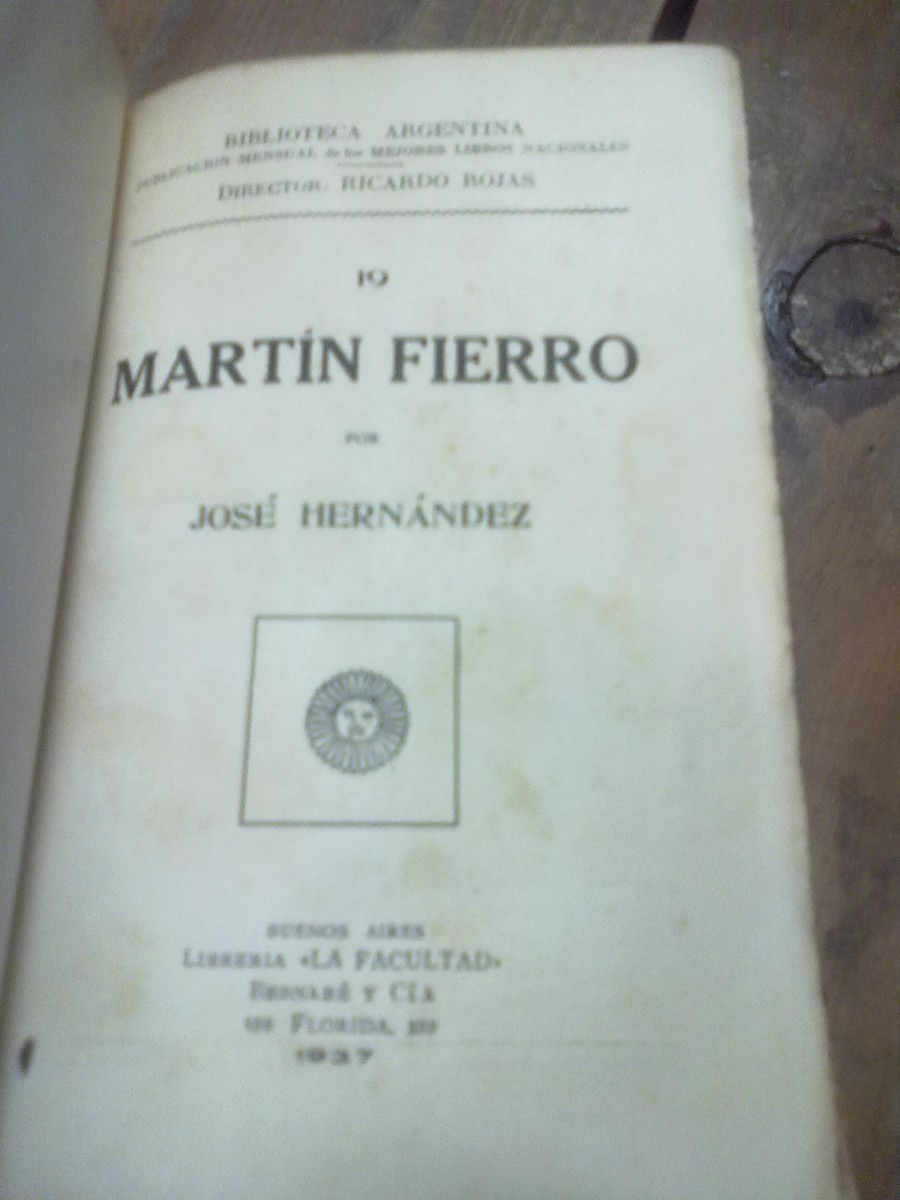 BIBLIOTECA ARGENTINA
PUBLICACIÓN MENSUAL de los MEJORES LIBROS NACIONALES
DIRECTOR: RICARDO ROJAS
19
MARTÍN FIERRO
POR
JOSÉ HERNÁNDEZ
BUENOS AIRES
LIBRERIA «LA FACULTAD»
BERNABÉ Y CÍA
FLORIDA,
1937